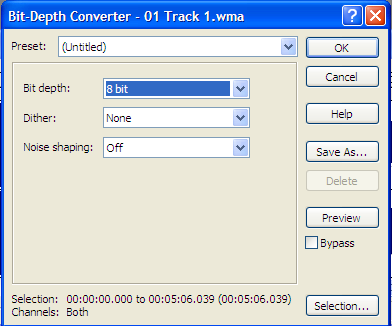 Bit-Depth Converter - 01 Track 1.wma
Preset: (Untitled)
OK
Cancel
Bit depth: 8 bit
Help
Dither: None
Noise shaping: Off
Save As...
Delete
Preview
Bypass
Selection: 00:00:00.000 to 00:05:06.039 (00:05:06.039)
Channels: Both
Selection...